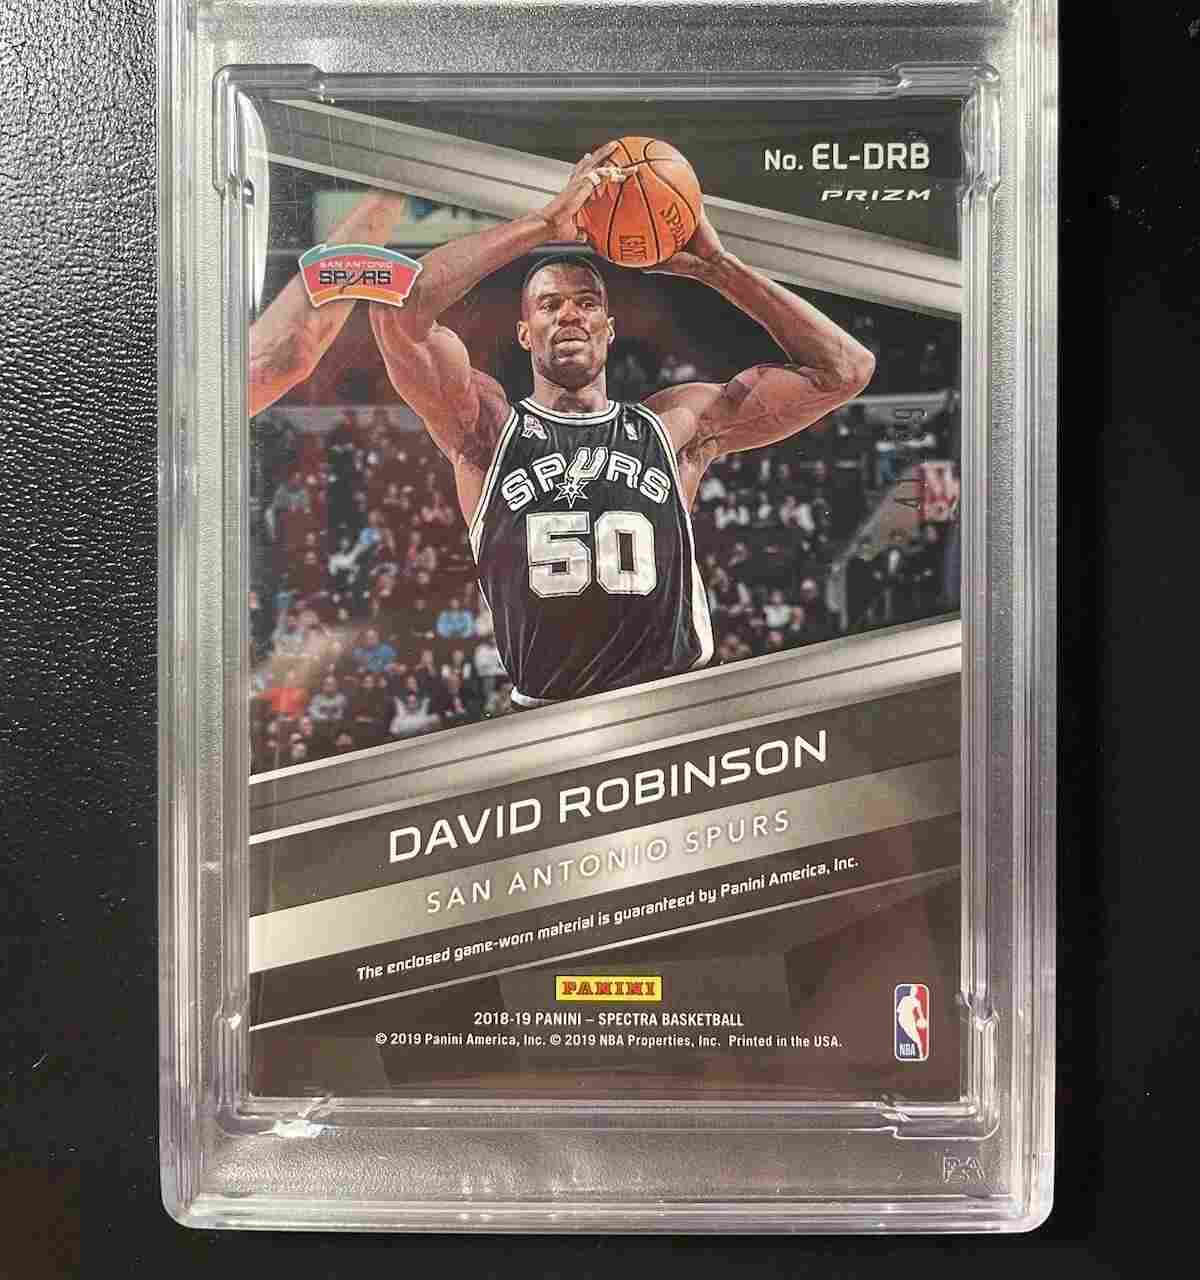 No. EL-DRB
PRIZM
SAN ANTONIO
SPURS
SPURS
50
DAVID ROBINSON
SAN ANTONIO SPURS
The enclosed game-worn material is guaranteed by Panini America, Inc.
PANINI
2018-19 PANINI – SPECTRA BASKETBALL
© 2019 Panini America, Inc. © 2019 NBA Properties, Inc. Printed in the USA.
NBA